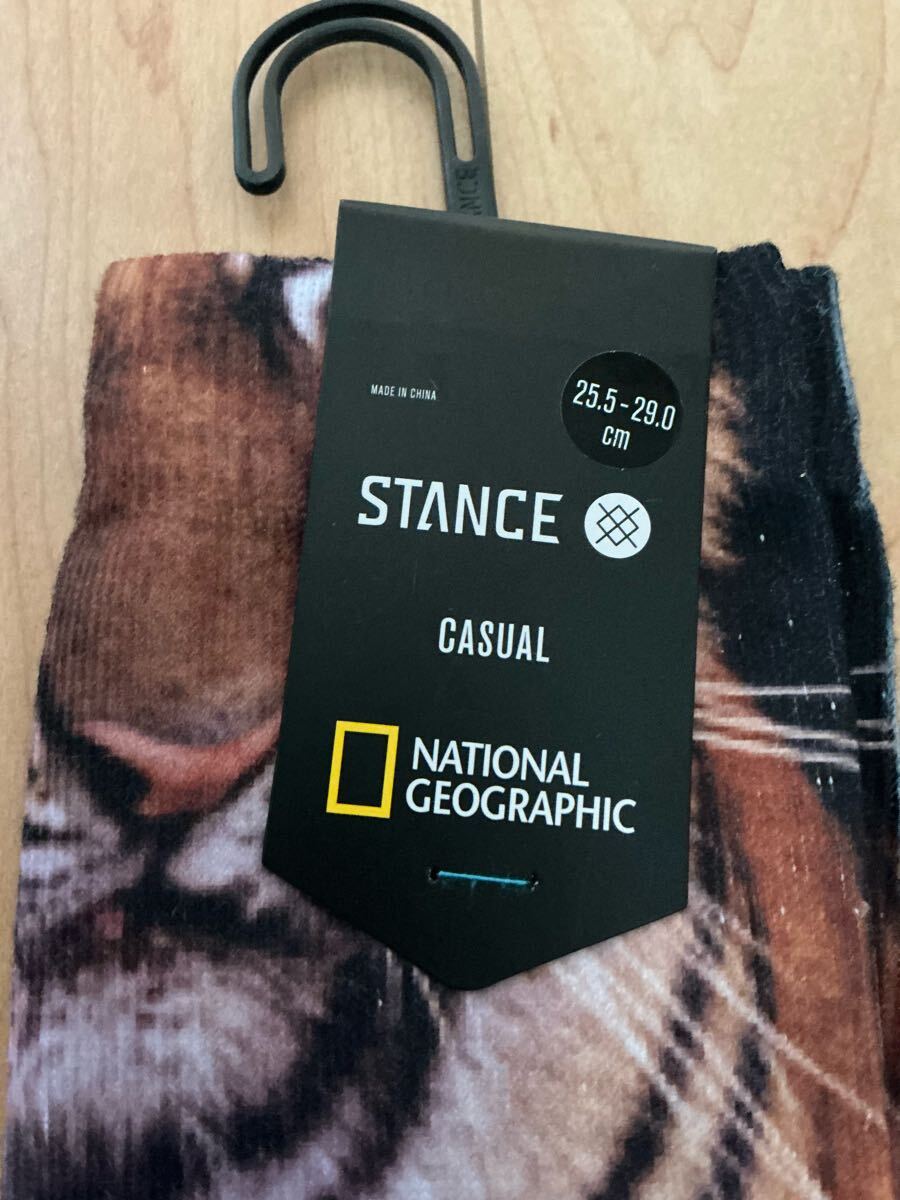 MADE IN CHINA
25.5-29.0
cm
STANCE
CASUAL
NATIONAL
GEOGRAPHIC